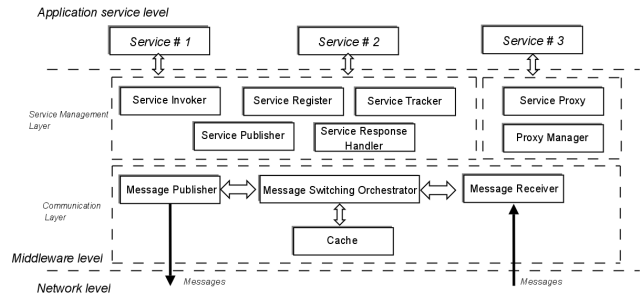 Application service level
Service # 1
Service # 2
Service # 3
Service Management
Layer
Service Invoker
Service Register
Service Tracker
Service Proxy
Service Publisher
Service Response
Handler
Proxy Manager
Message Publisher
Message Switching Orchestrator
Message Receiver
Communication
Layer
Cache
Middleware level
Network level
Messages
Messages